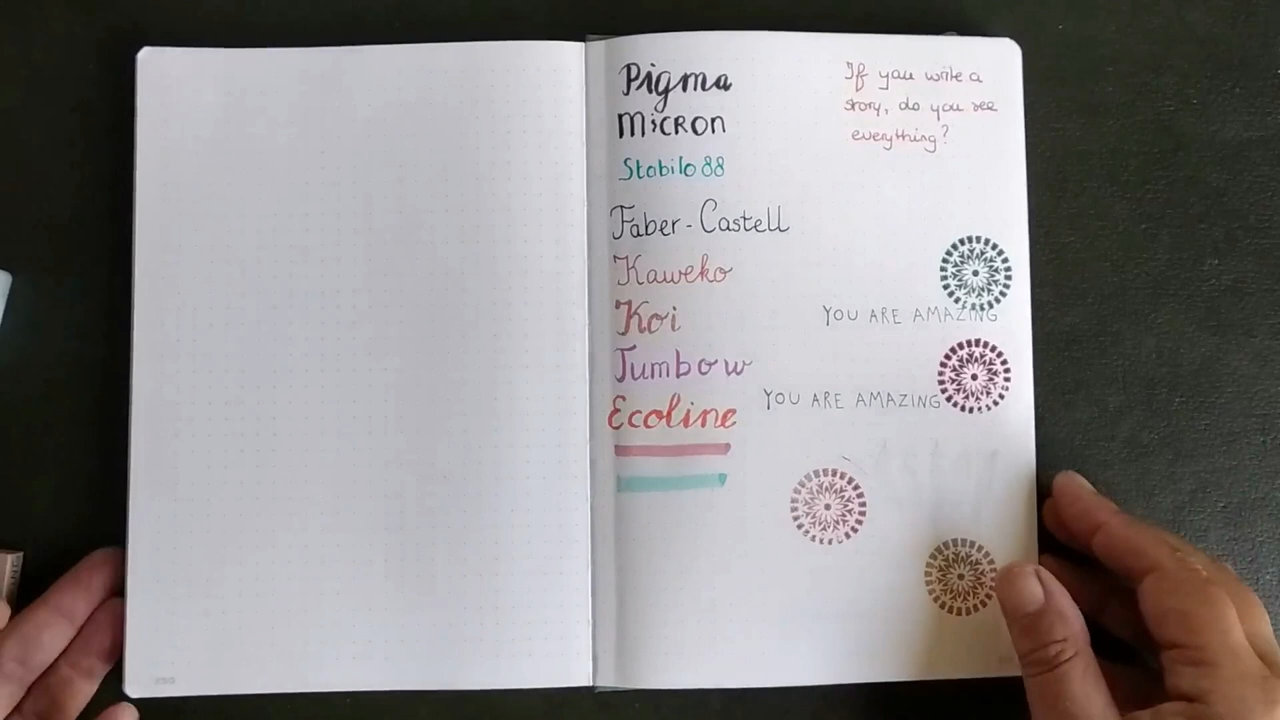 Pigma
MiCRON
Stabilo 88
Faber-Castell
Kaweko
Koi
Tumbow
Ecoline
If you write a
story, do you see
everything?
YOU ARE AMAZING
YOU ARE AMAZING